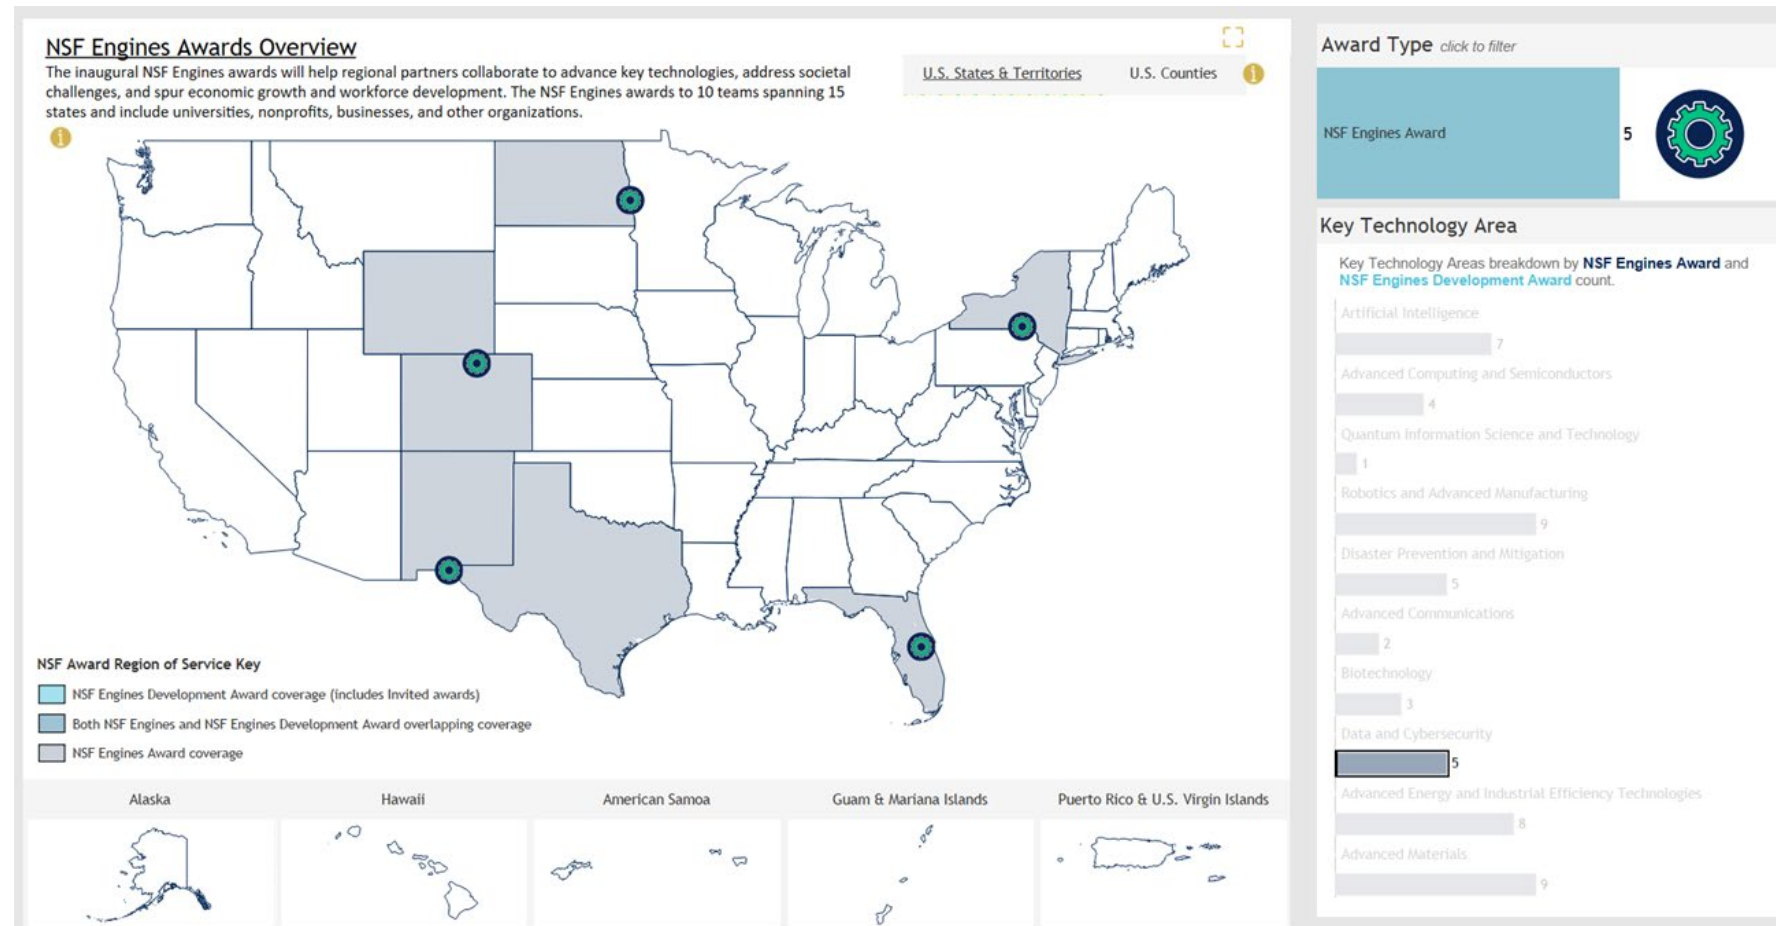 NSF Engines Awards Overview
The inaugural NSF Engines awards will help regional partners collaborate to advance key technologies, address societal
challenges, and spur economic growth and workforce development. The NSF Engines awards to 10 teams spanning 15
states and include universities, nonprofits, businesses, and other organizations.
U.S. States & Territories
U.S. Counties
NSF Award Region of Service Key
NSF Engines Development Award coverage (includes Invited awards)
Both NSF Engines and NSF Engines Development Award overlapping coverage
NSF Engines Award coverage
Alaska
Hawaii
American Samoa
Guam & Mariana Islands
Puerto Rico & U.S. Virgin Islands
Award Type click to filter
NSF Engines Award
5
Key Technology Area
Key Technology Areas breakdown by NSF Engines Award and
NSF Engines Development Award count.
Artificial Intelligence
7
Advanced Computing and Semiconductors
4
Quantum Information Science and Technology
1
Robotics and Advanced Manufacturing
9
Disaster Prevention and Mitigation
5
Advanced Communications
2
Biotechnology
3
Data and Cybersecurity
5
Advanced Energy and Industrial Efficiency Technologies
8
Advanced Materials
9